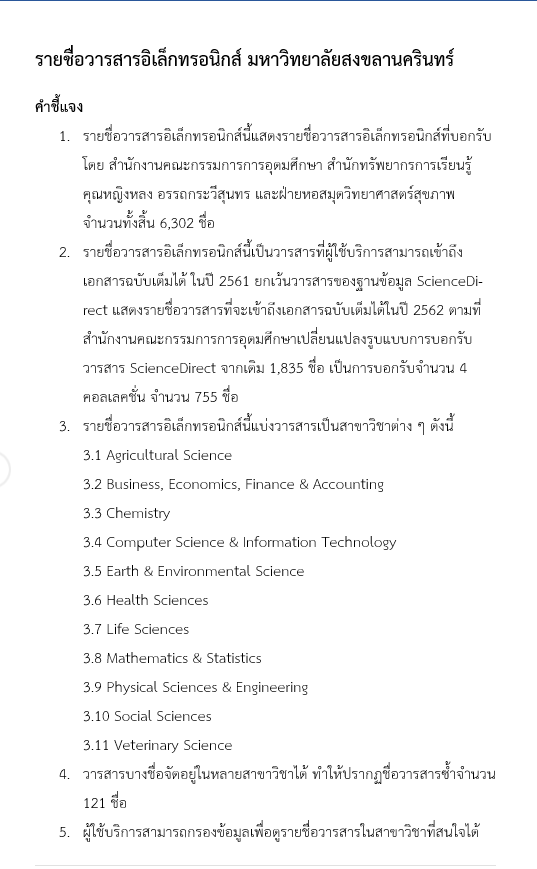 รายชื่อวารสารอิเล็กทรอนิกส์ มหาวิทยาลัยสงขลานครินทร์
คำชี้แจง
1. รายชื่อวารสารอิเล็กทรอนิกส์นี้แสดงรายชื่อวารสารอิเล็กทรอนิกส์ที่บอกรับ
โดย สำนักงานคณะกรรมการการอุดมศึกษา สำนักทรัพยากรการเรียนรู้
คุณหญิงหลง อรรถกระวีสุนทร และฝ่ายหอสมุดวิทยาศาสตร์สุขภาพ
จำนวนทั้งสิ้น 6,302 ชื่อ
2. รายชื่อวารสารอิเล็กทรอนิกส์นี้เป็นวารสารที่ผู้ใช้บริการสามารถเข้าถึง
เอกสารฉบับเต็มได้ ในปี 2561 ยกเว้นวารสารของฐานข้อมูล ScienceDi-
rect แสดงรายชื่อวารสารที่จะเข้าถึงเอกสารฉบับเต็มได้ในปี 2562 ตามที่
สำนักงานคณะกรรมการการอุดมศึกษาเปลี่ยนแปลงรูปแบบการบอกรับ
วารสาร ScienceDirect จากเดิม 1,835 ชื่อ เป็นการบอกรับจำนวน 4
คอลเลคชั่น จำนวน 755 ชื่อ
3. รายชื่อวารสารอิเล็กทรอนิกส์นี้แบ่งวารสารเป็นสาขาวิชาต่าง ๆ ดังนี้
3.1 Agricultural Science
3.2 Business, Economics, Finance & Accounting
3.3 Chemistry
3.4 Computer Science & Information Technology
3.5 Earth & Environmental Science
3.6 Health Sciences
3.7 Life Sciences
3.8 Mathematics & Statistics
3.9 Physical Sciences & Engineering
3.10 Social Sciences
3.11 Veterinary Science
4. วารสารบางชื่อจัดอยู่ในหลายสาขาวิชาได้ ทำให้ปรากฏชื่อวารสารซ้ำจำนวน
121 ชื่อ
5. ผู้ใช้บริการสามารถกรองข้อมูลเพื่อดูรายชื่อวารสารในสาขาวิชาที่สนใจได้